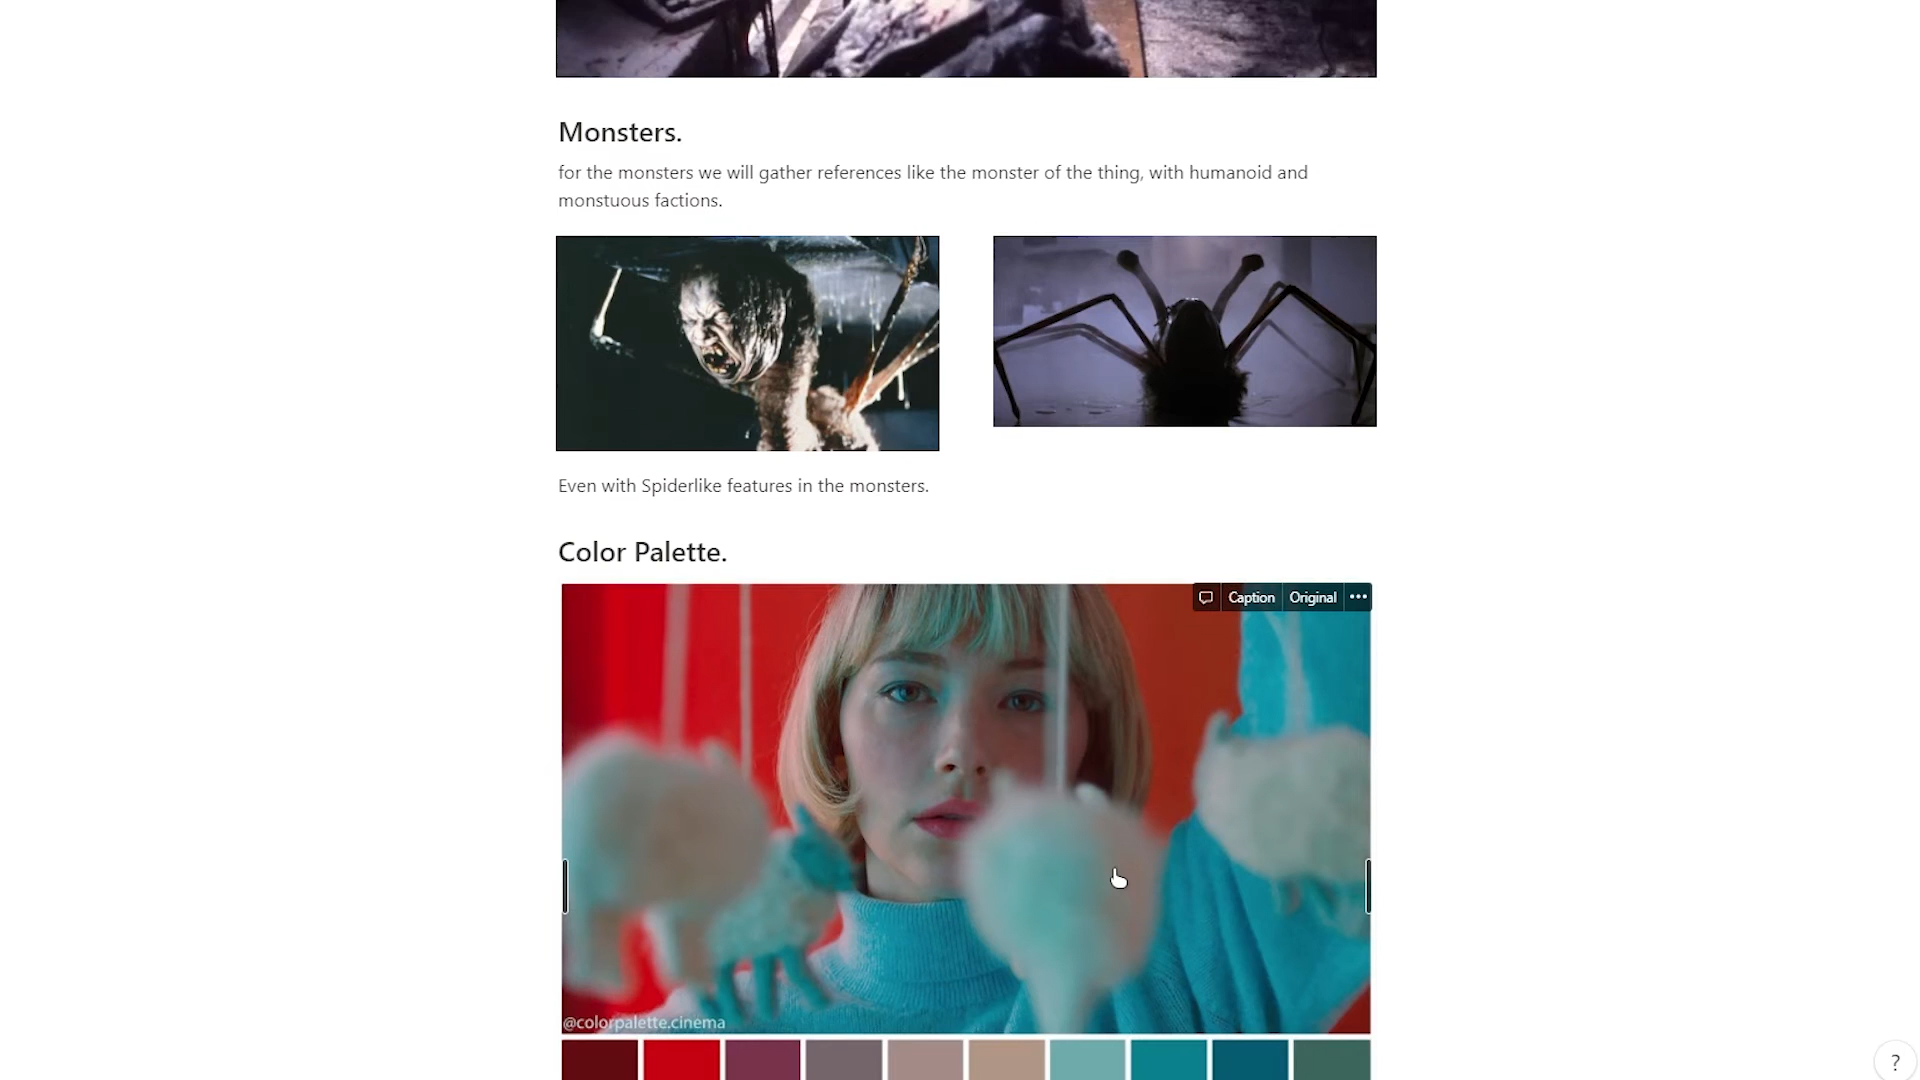 Monsters.
for the monsters we will gather references like the monster of the thing, with humanoid and
monstuous factions.
Even with Spiderlike features in the monsters.
Color Palette.
Caption Original •••
@colorpalette.cinema
?